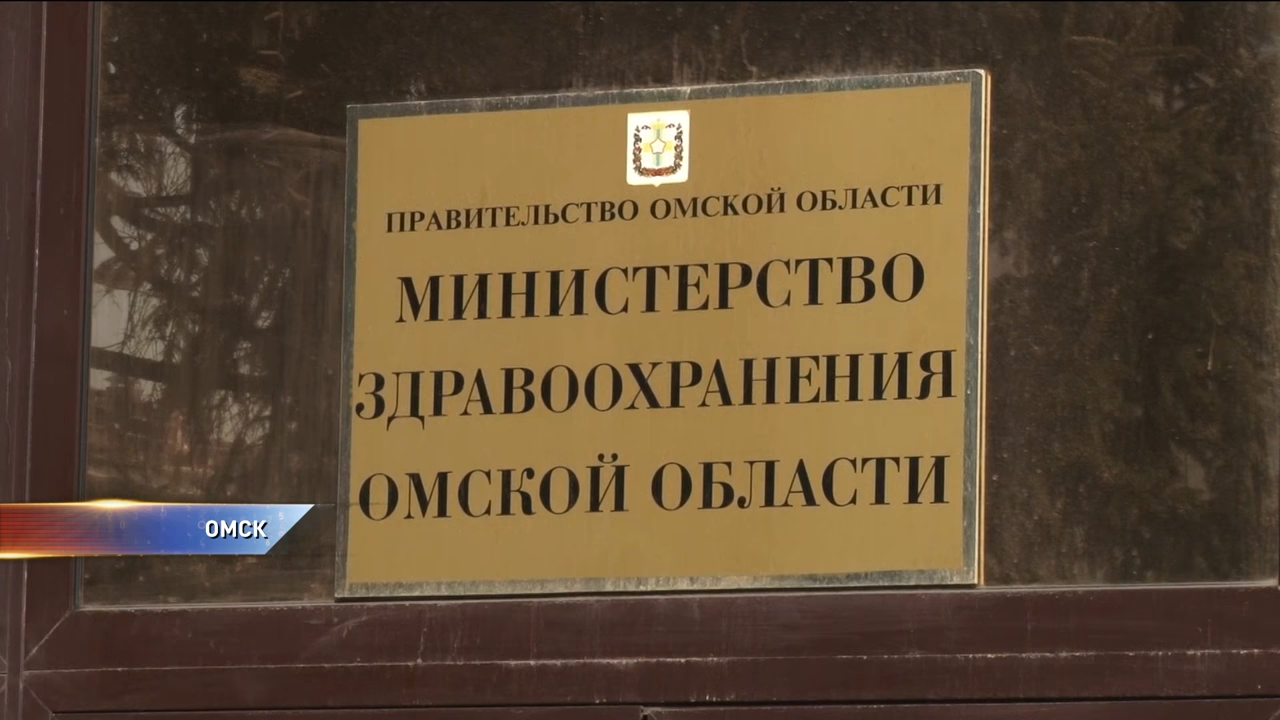 ПРАВИТЕЛЬСТВО ОМСКОЙ ОБЛАСТИ
МИНИСТЕРСТВО
ЗДРАВООХРАНЕНИЯ
ОМСКОЙ ОБЛАСТИ
ОМСК